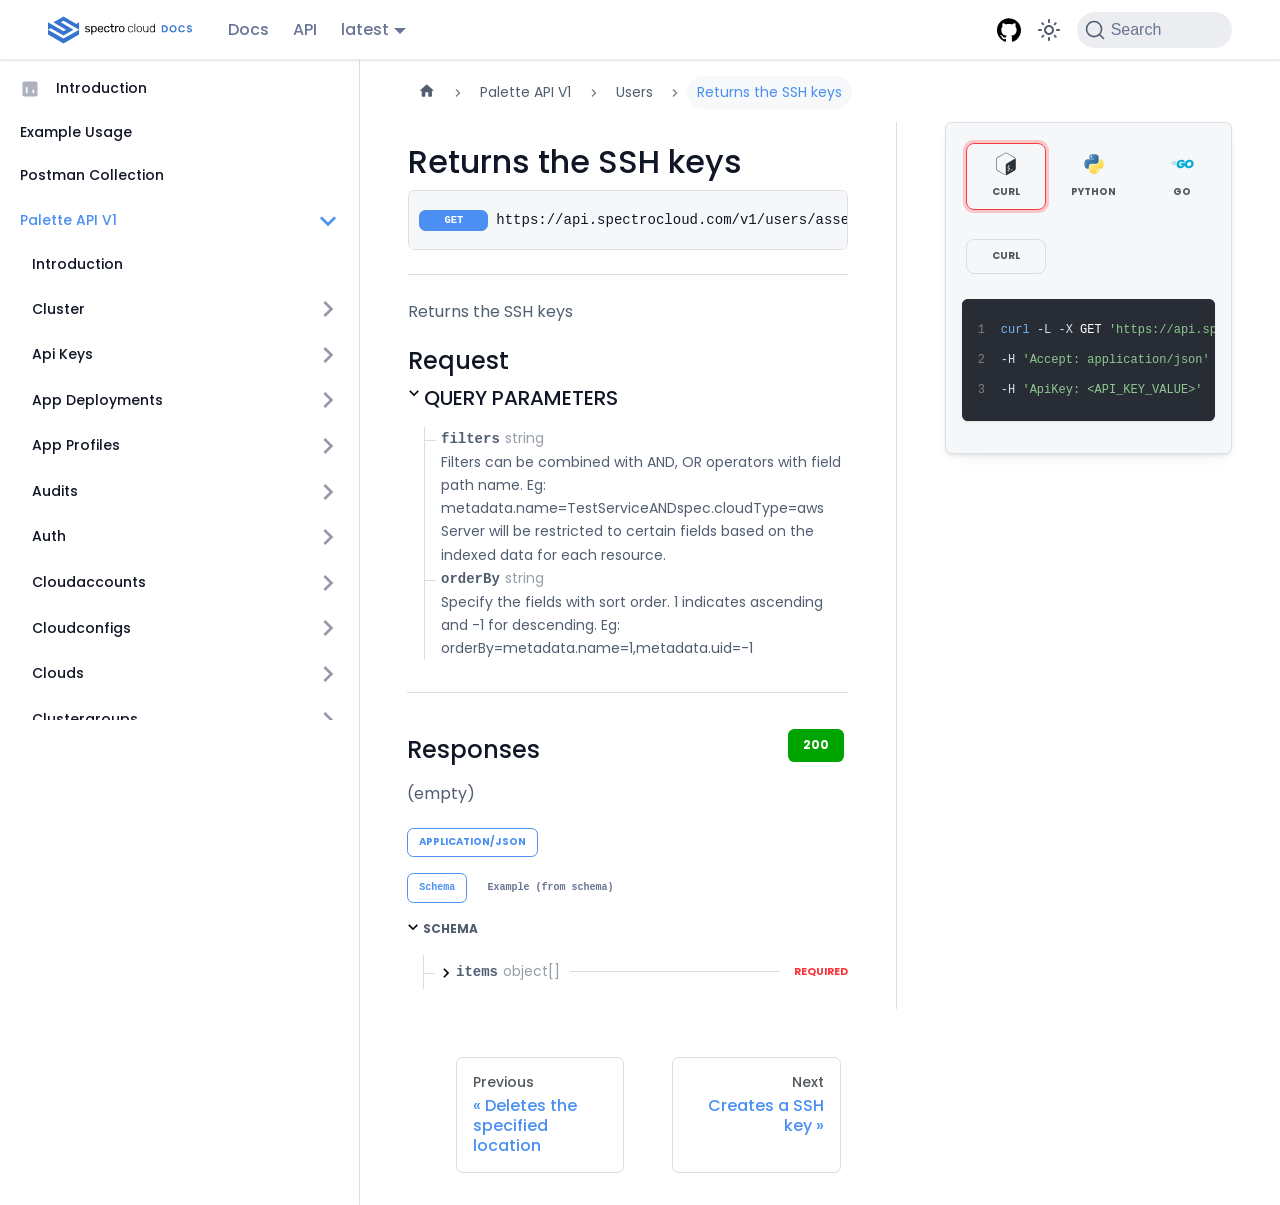 spectro cloud DOCS
Docs
API
latest
Search
Introduction
Example Usage
Postman Collection
Palette API V1
Introduction
Cluster
Api Keys
App Deployments
App Profiles
Audits
Auth
Cloudaccounts
Cloudconfigs
Clouds
Clustergroups
Palette API V1
Users
Returns the SSH keys
Returns the SSH keys
GET https://api.spectrocloud.com/v1/users/asse
Returns the SSH keys
Request
QUERY PARAMETERS
filters string
Filters can be combined with AND, OR operators with field
path name. Eg:
metadata.name=TestServiceANDspec.cloudType=aws
Server will be restricted to certain fields based on the
indexed data for each resource.
orderBy string
Specify the fields with sort order. 1 indicates ascending
and -1 for descending. Eg:
orderBy=metadata.name=1,metadata.uid=-1
Responses
200
(empty)
APPLICATION/JSON
Schema
Example (from schema)
SCHEMA
items object[]
REQUIRED
Previous
« Deletes the
specified
location
Next
Creates a SSH
key »
CURL
PYTHON
GO
CURL
1 curl -L -X GET 'https://api.sp
2 -H 'Accept: application/json'
3 -H 'ApiKey: <API_KEY_VALUE>'